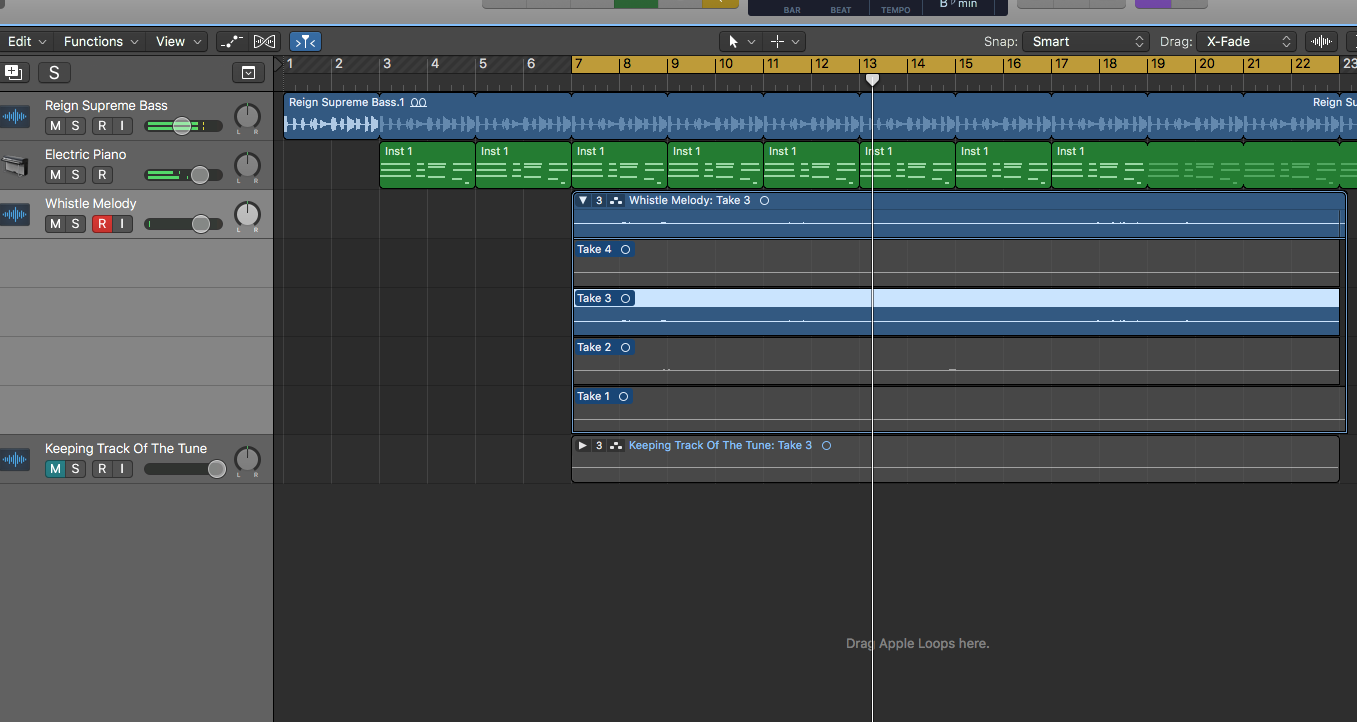 BAR BEAT TEMPO B♭min
Edit Functions View Snap: Smart Drag: X-Fade
S 1 2 3 4 5 6 7 8 9 10 11 12 13 14 15 16 17 18 19 20 21 22 23
Reign Supreme Bass Reign Supreme Bass.1 Reign Su
M S R I L R
Electric Piano Inst 1 Inst 1 Inst 1 Inst 1 Inst 1 Inst 1 Inst 1 Inst 1
M S R L R
Whistle Melody 3 Whistle Melody: Take 3
M S R I L R
Take 4
Take 3
Take 2
Take 1
Keeping Track Of The Tune 3 Keeping Track Of The Tune: Take 3
M S R I L R
Drag Apple Loops here.